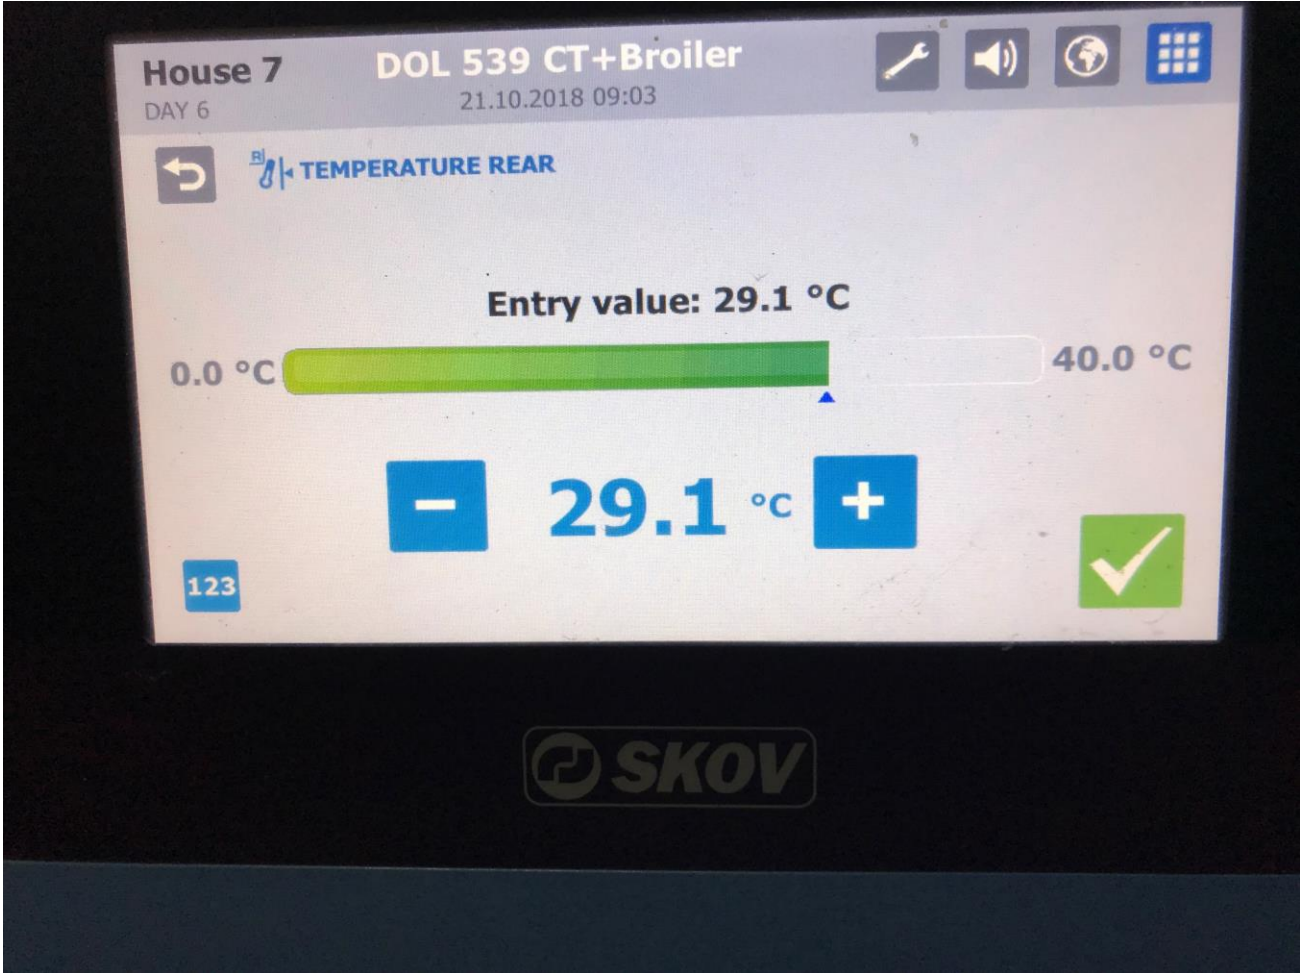 House 7
DAY 6
DOL 539 CT+Broiler
21.10.2018 09:03
R
TEMPERATURE REAR
Entry value: 29.1 °C
0.0 °C
40.0 °C
29.1 °C
123
SKOV